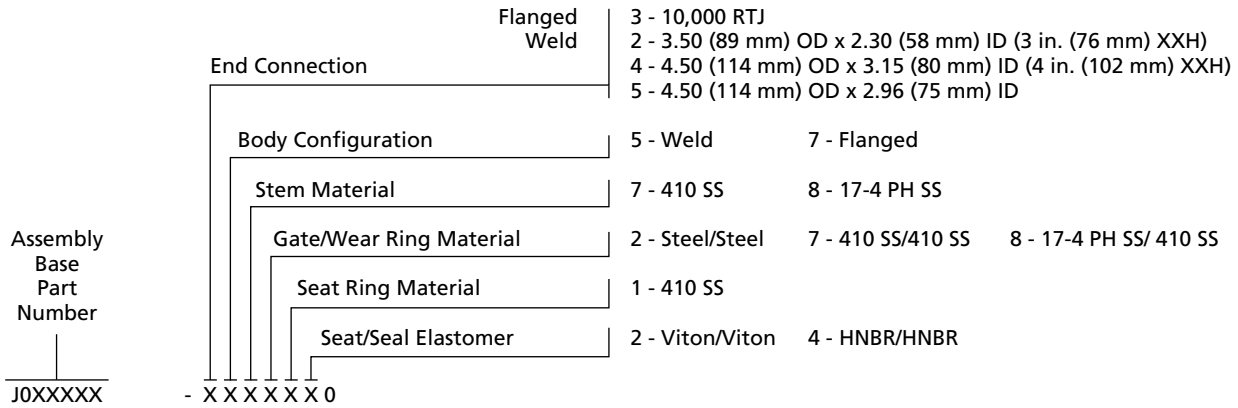 Flanged 3 - 10,000 RTJ
Weld 2 - 3.50 (89 mm) OD x 2.30 (58 mm) ID (3 in. (76 mm) XXH)
End Connection 4 - 4.50 (114 mm) OD x 3.15 (80 mm) ID (4 in. (102 mm) XXH)
5 - 4.50 (114 mm) OD x 2.96 (75 mm) ID
Body Configuration 5 - Weld 7 - Flanged
Stem Material 7 - 410 SS 8 - 17-4 PH SS
Gate/Wear Ring Material 2 - Steel/Steel 7 - 410 SS/410 SS 8 - 17-4 PH SS/ 410 SS
Seat Ring Material 1 - 410 SS
Seat/Seal Elastomer 2 - Viton/Viton 4 - HNBR/HNBR
Assembly
Base
Part
Number
J0XXXXX - X X X X X X 0